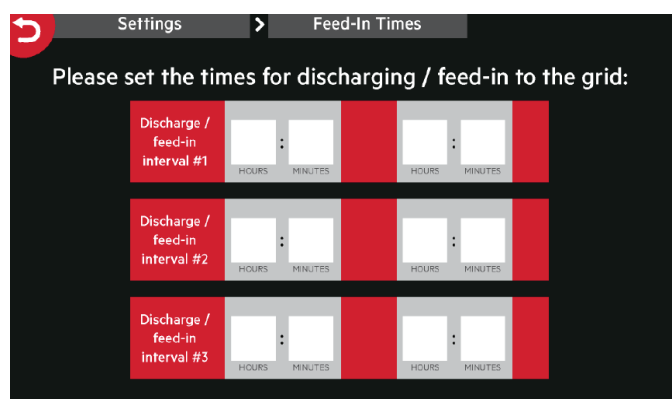 Settings > Feed-In Times
Please set the times for discharging / feed-in to the grid:
Discharge /
feed-in
interval #1
: :
HOURS MINUTES HOURS MINUTES
Discharge /
feed-in
interval #2
: :
HOURS MINUTES HOURS MINUTES
Discharge /
feed-in
interval #3
: :
HOURS MINUTES HOURS MINUTES